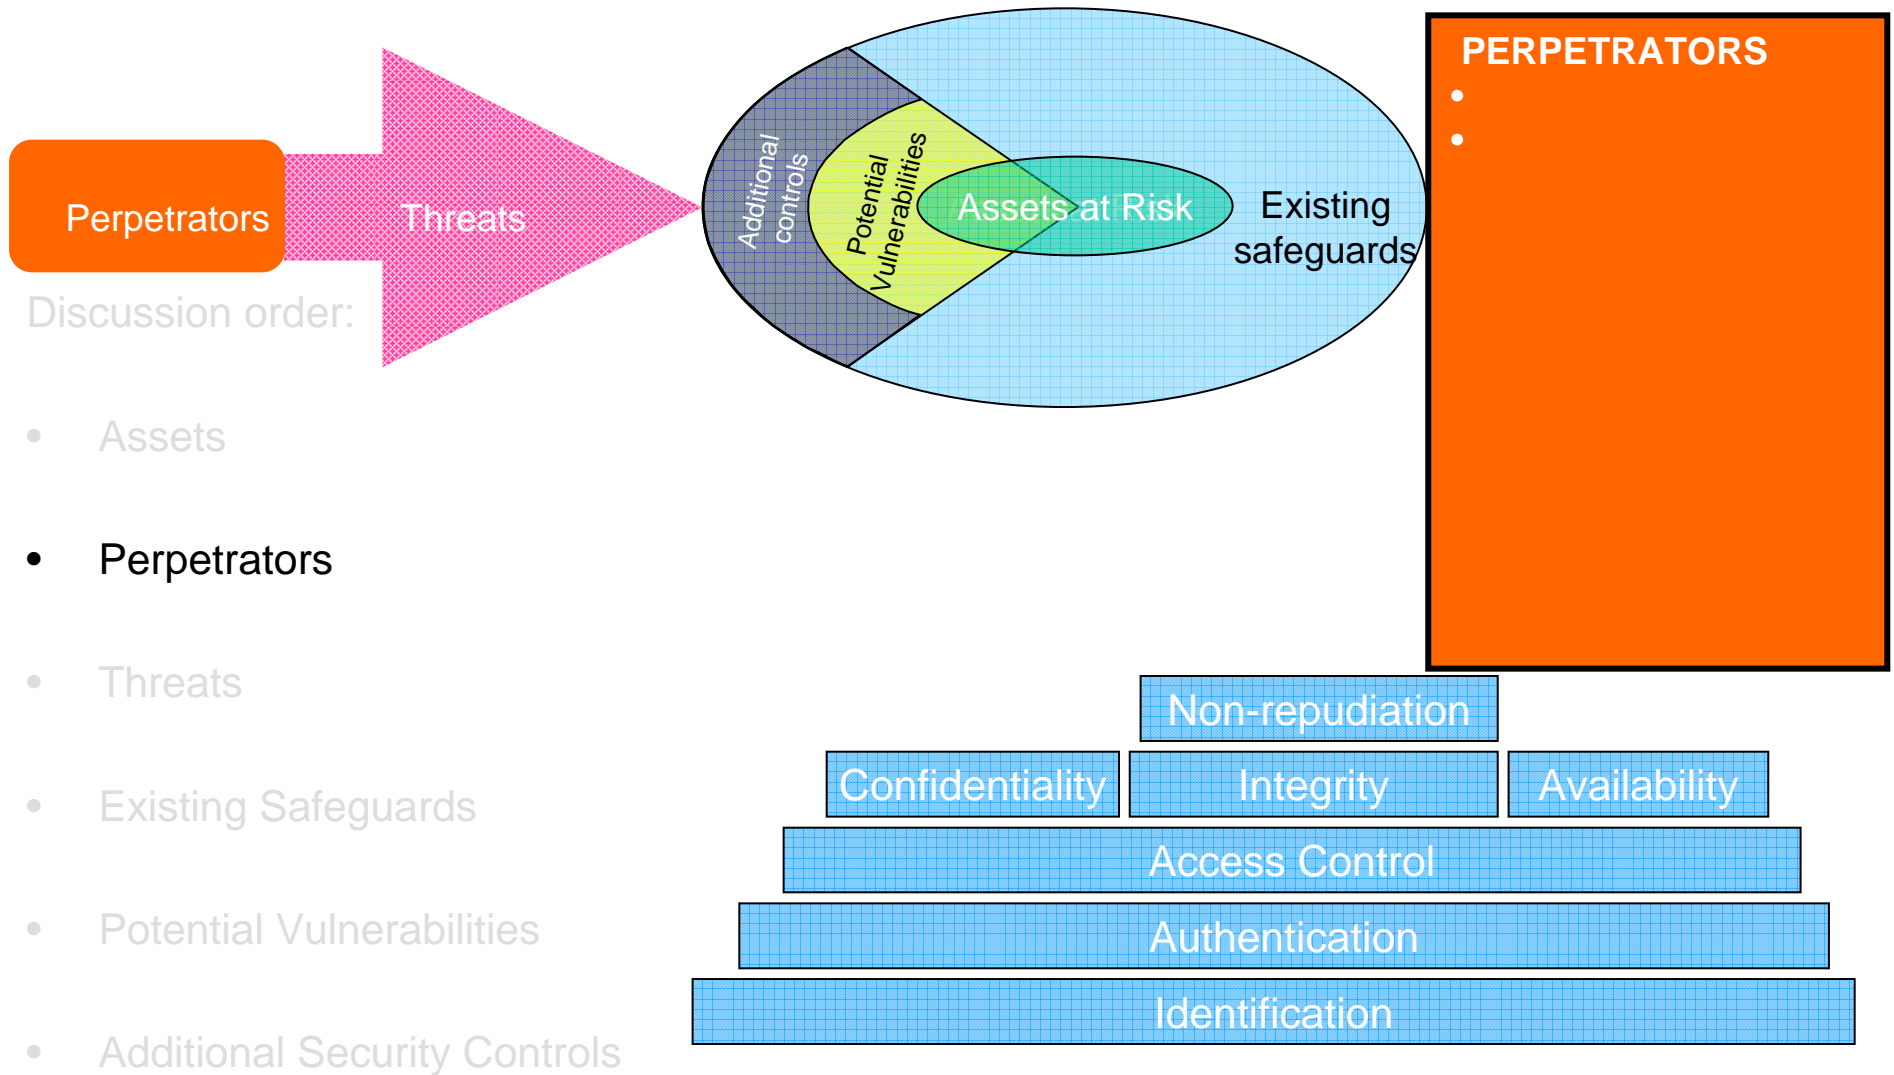 Perpetrators
Threats
Additional
controls
Potential
Vulnerabilities
Assets at Risk
Existing
safeguards
PERPETRATORS
•
•
Discussion order:
• Assets
• Perpetrators
• Threats
• Existing Safeguards
• Potential Vulnerabilities
• Additional Security Controls
Non-repudiation
Confidentiality
Integrity
Availability
Access Control
Authentication
Identification